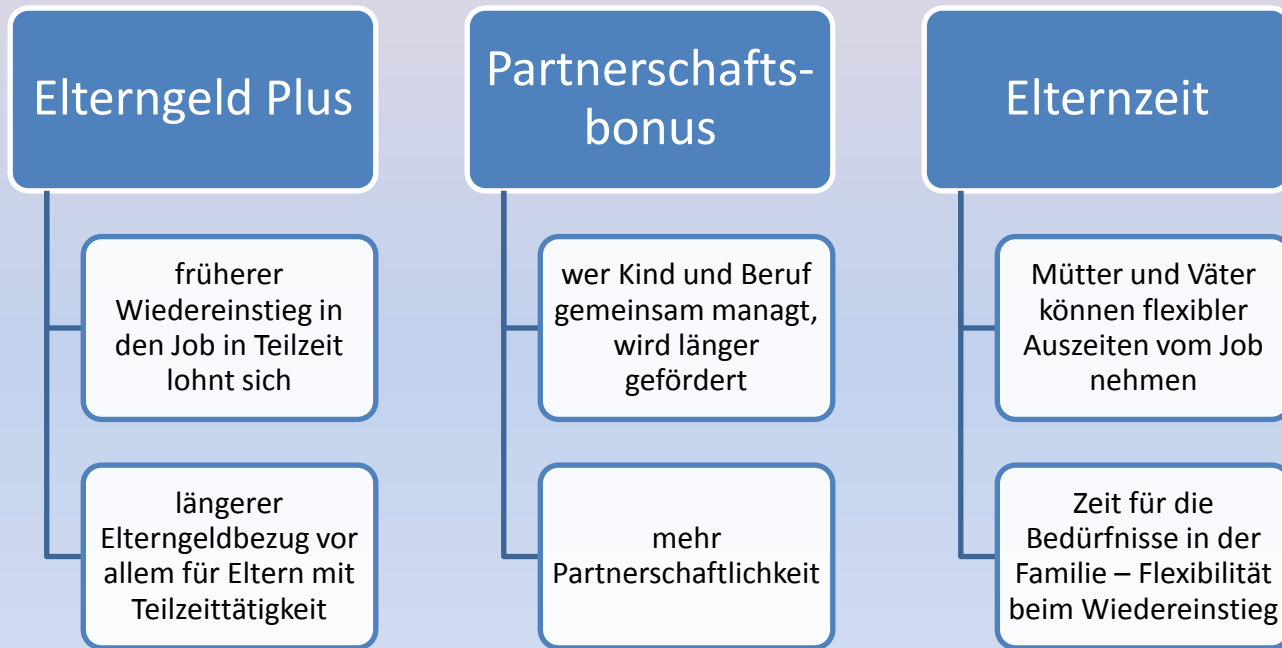 Elterngeld Plus
früherer
Wiedereinstieg in
den Job in Teilzeit
lohnt sich
längerer
Elterngeldbezug vor
allem für Eltern mit
Teilzeittätigkeit
Partnerschafts-
bonus
wer Kind und Beruf
gemeinsam managt,
wird länger
gefördert
mehr
Partnerschaftlichkeit
Elternzeit
Mütter und Väter
können flexibler
Auszeiten vom Job
nehmen
Zeit für die
Bedürfnisse in der
Familie – Flexibilität
beim Wiedereinstieg